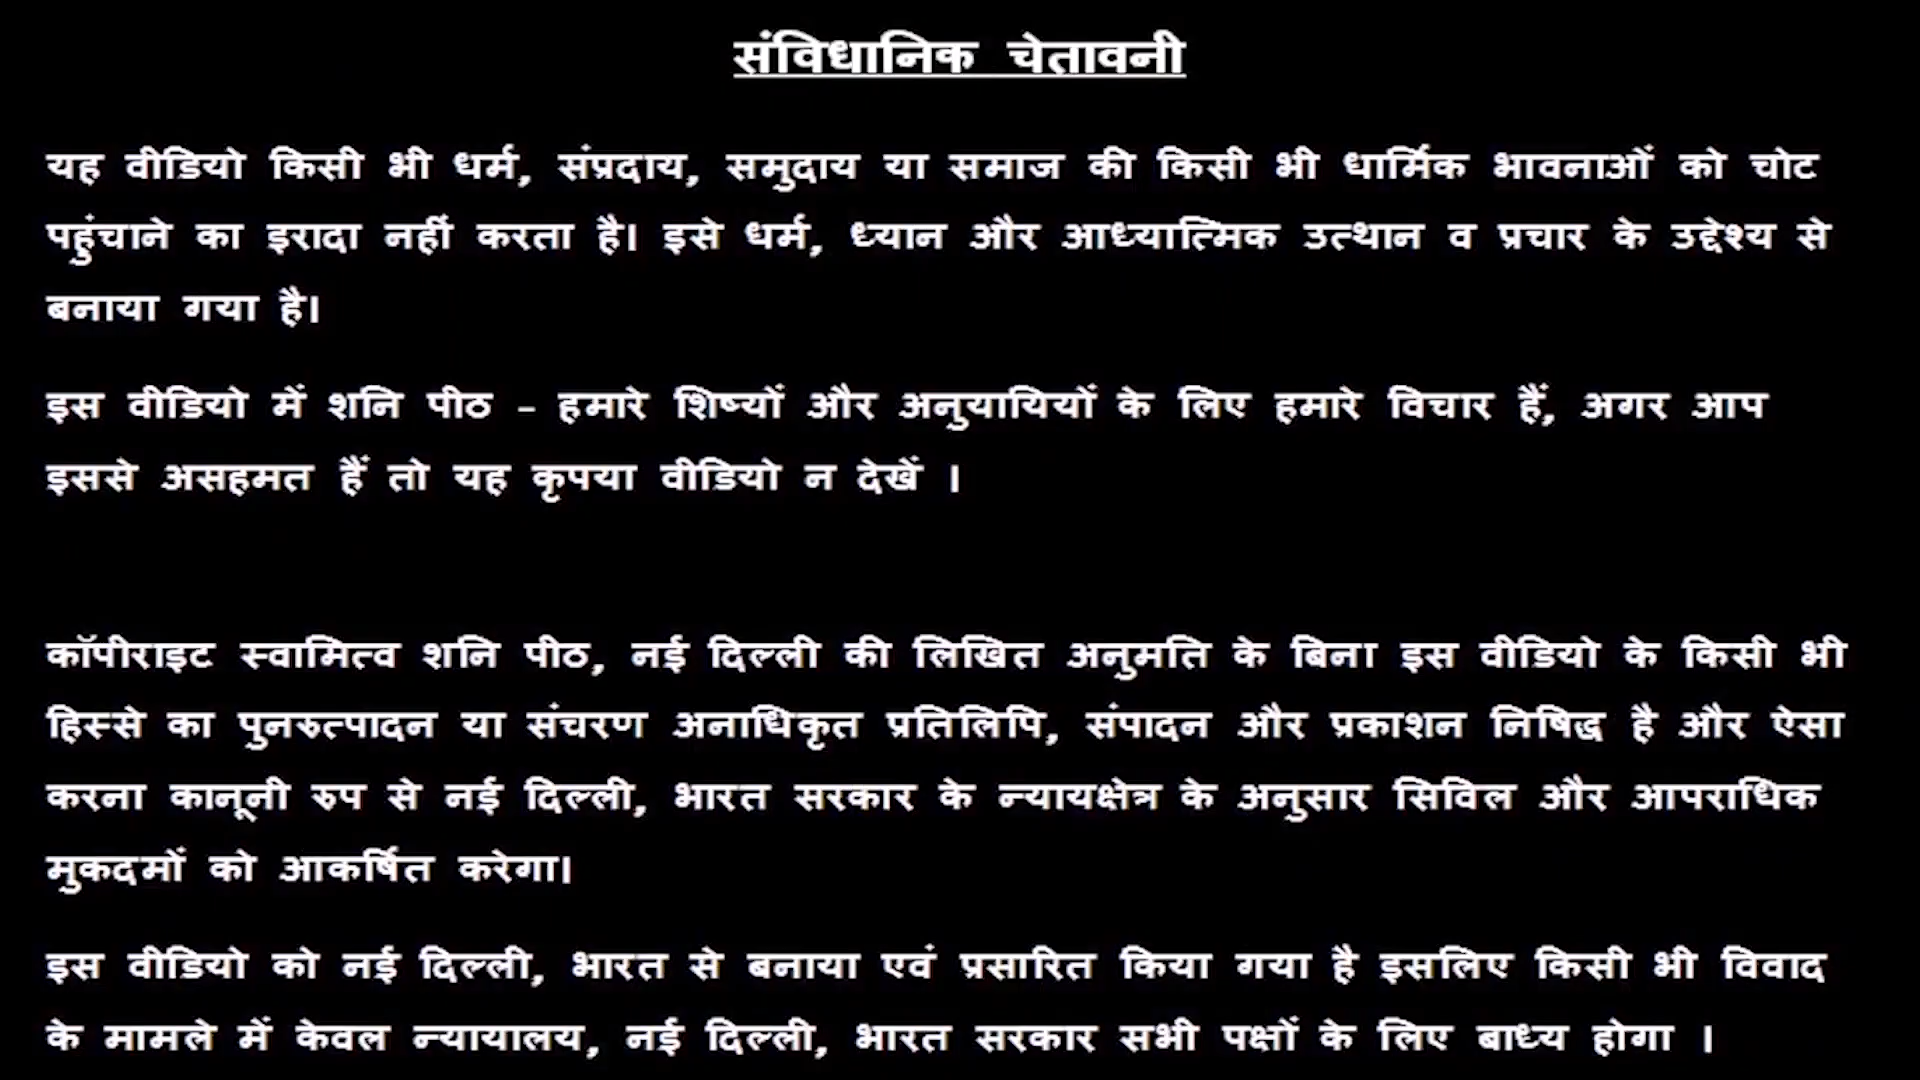 संविधानिक चेतावनी
यह वीडियो किसी भी धर्म, संप्रदाय, समुदाय या समाज की किसी भी धार्मिक भावनाओं को चोट
पहुंचाने का इरादा नहीं करता है। इसे धर्म, ध्यान और आध्यात्मिक उत्थान व प्रचार के उद्देश्य से
बनाया गया है।
इस वीडियो में शनि पीठ – हमारे शिष्यों और अनुयायियों के लिए हमारे विचार हैं, अगर आप
इससे असहमत हैं तो यह कृपया वीडियो न देखें ।
कॉपीराइट स्वामित्व शनि पीठ, नई दिल्ली की लिखित अनुमति के बिना इस वीडियो के किसी भी
हिस्से का पुनरुत्पादन या संचरण अनाधिकृत प्रतिलिपि, संपादन और प्रकाशन निषिद्ध है और ऐसा
करना कानूनी रुप से नई दिल्ली, भारत सरकार के न्यायक्षेत्र के अनुसार सिविल और आपराधिक
मुकदमों को आकर्षित करेगा।
इस वीडियो को नई दिल्ली, भारत से बनाया एवं प्रसारित किया गया है इसलिए किसी भी विवाद
के मामले में केवल न्यायालय, नई दिल्ली, भारत सरकार सभी पक्षों के लिए बाध्य होगा ।